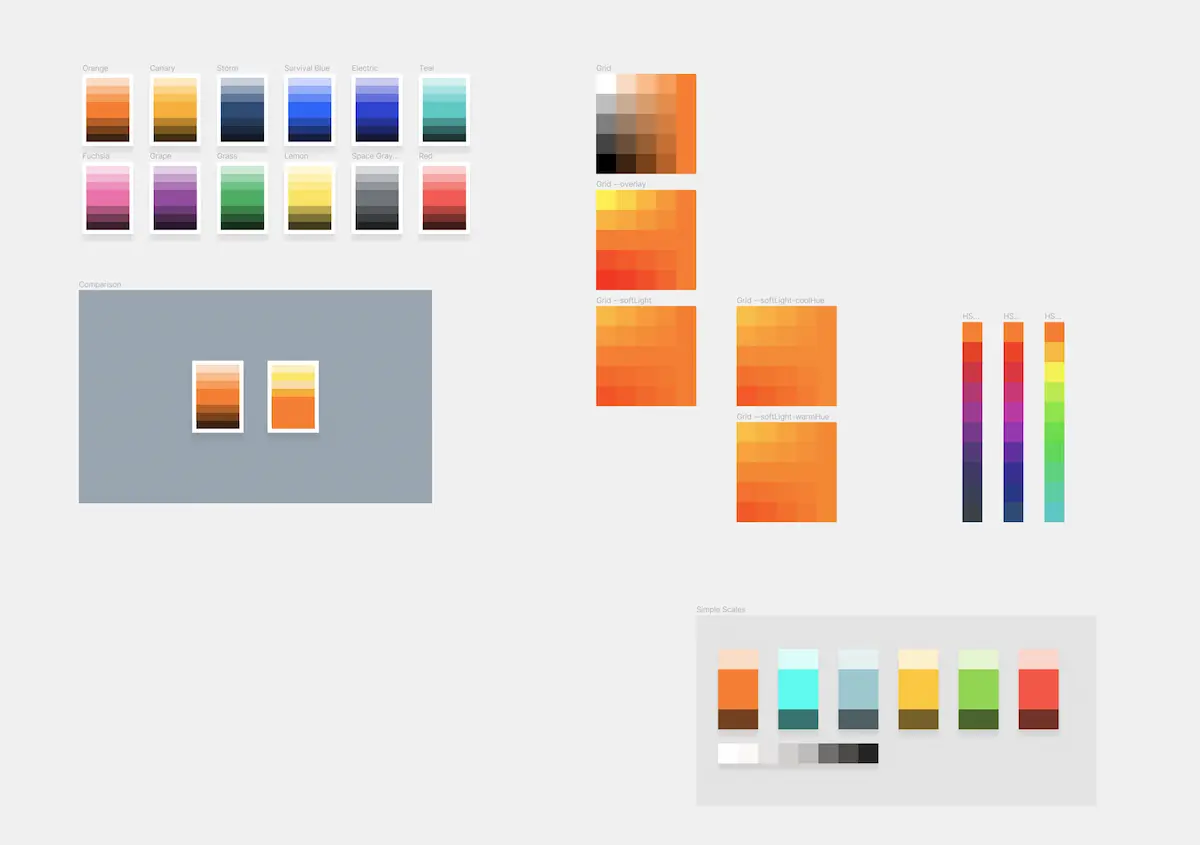 Orange
Canary
Storm
Survival Blue
Electric
Teal
Fuchsia
Grape
Grass
Lemon
Space Gray...
Red
Comparison
Grid
Grid --overlay
Grid --softLight
Grid --softLight-coolHue
Grid --softLight-warmHue
HS...
HS...
HS...
Simple Scales